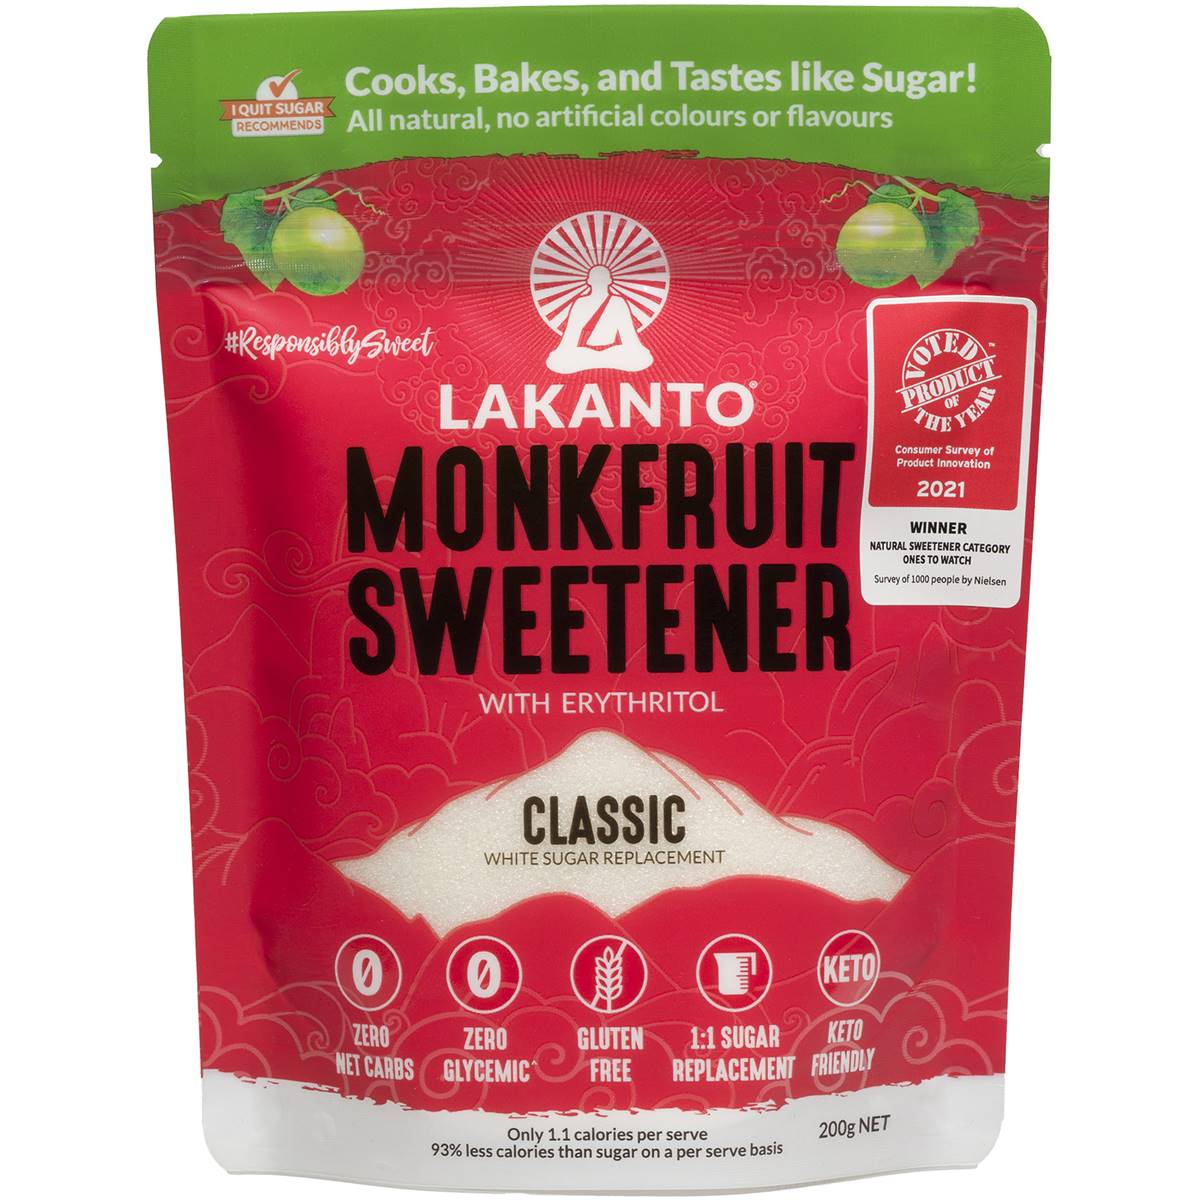 Cooks, Bakes, and Tastes like Sugar!
All natural, no artificial colours or flavours
I QUIT SUGAR
RECOMMENDS
#ResponsiblySweet
LAKANTO®
MONKFRUIT
SWEETENER
WITH ERYTHRITOL
VOTED™
PRODUCT
OF
THE YEAR
Consumer Survey of
Product Innovation
2021
WINNER
NATURAL SWEETENER CATEGORY
ONES TO WATCH
Survey of 1000 people by Nielsen
CLASSIC
WHITE SUGAR REPLACEMENT
0
ZERO
NET CARBS
0
ZERO
GLYCEMIC^
GLUTEN
FREE
1:1 SUGAR
REPLACEMENT
KETO
KETO
FRIENDLY
Only 1.1 calories per serve
93% less calories than sugar on a per serve basis
200g NET